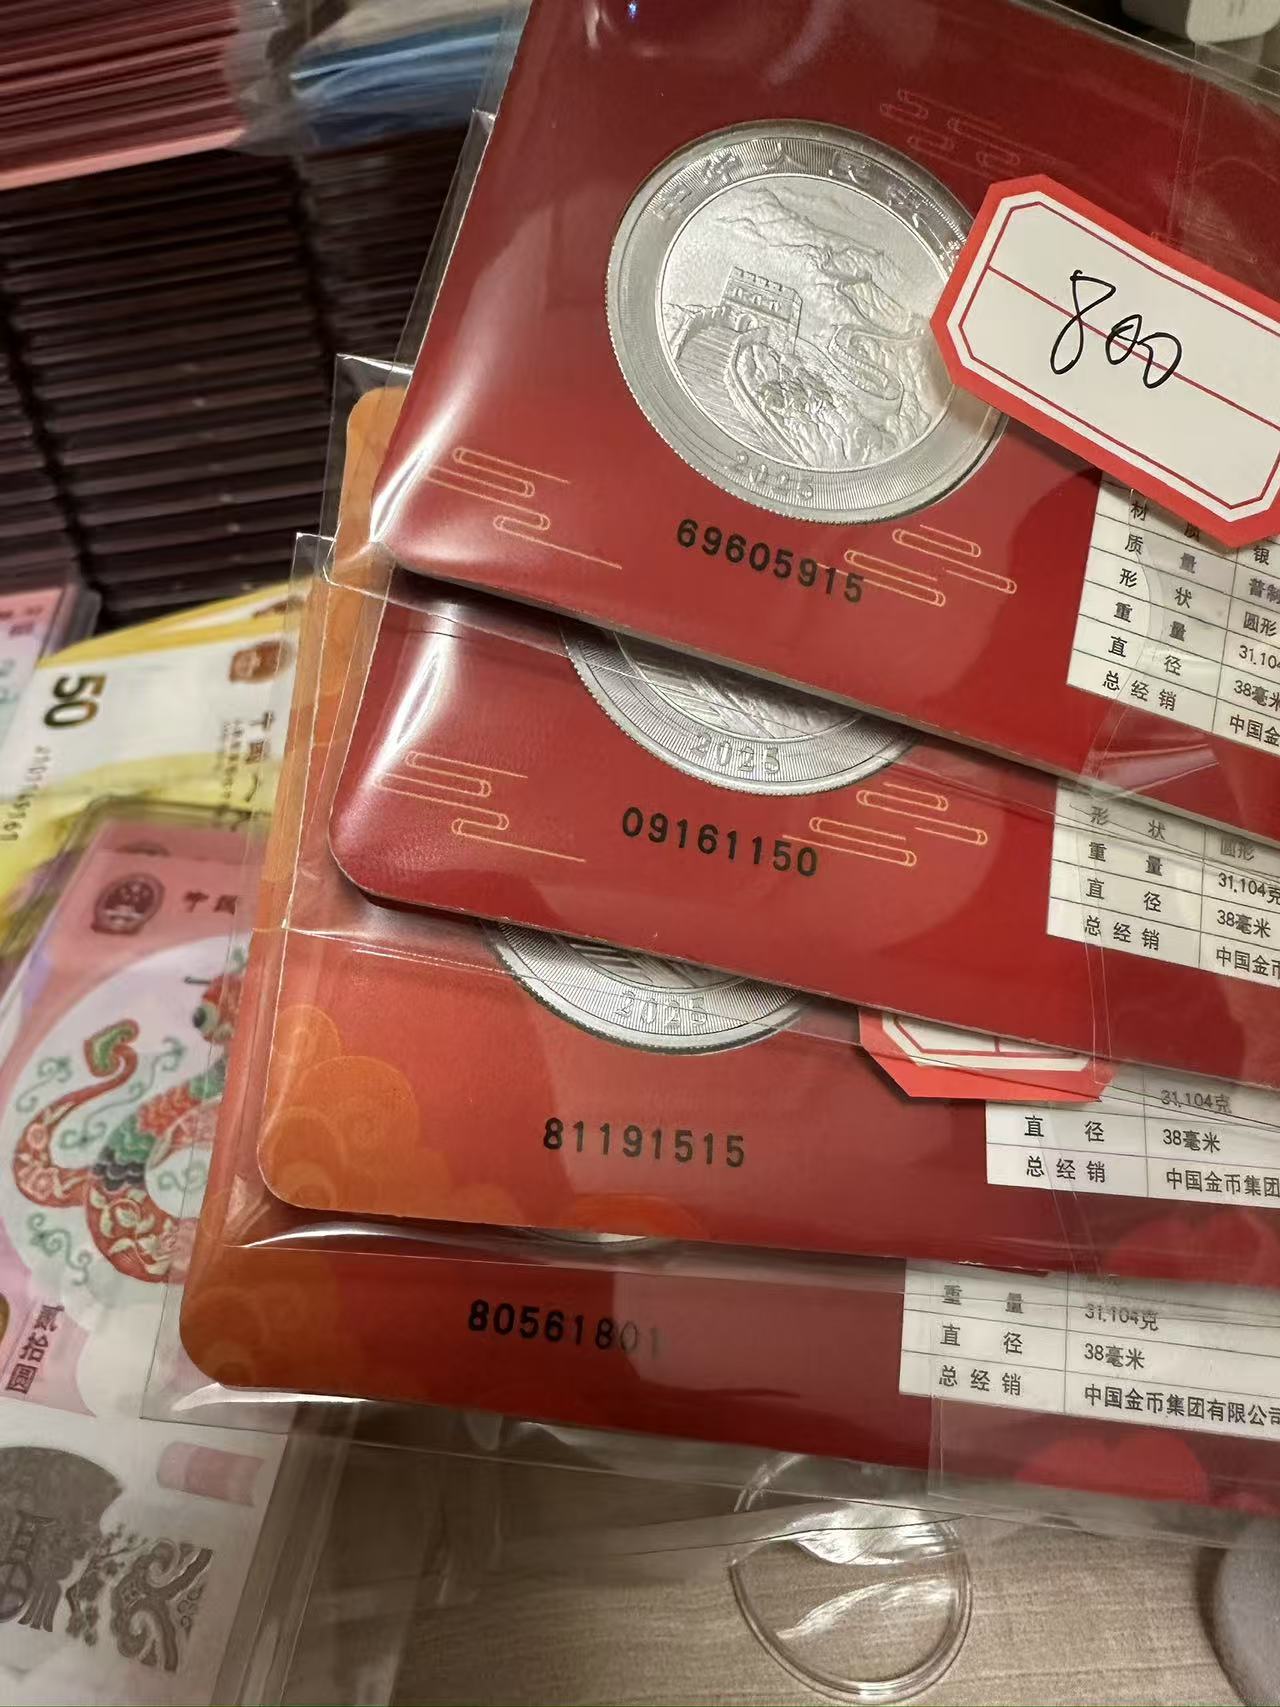 中华人民共和国
2025
800
69605915
材 质 银
质 量 普制
形 状 圆形
重 量 31.104
直 径 38毫米
总经销 中国金
2025
09161150
形 状 圆形
重 量 31.104克
直 径 38毫米
总经销 中国金币
2025
81191515
31.104克
直 径 38毫米
总经销 中国金币集团
80561801
重 量 31.104克
直 径 38毫米
总经销 中国金币集团有限公司
50
J101145161
中国人
中国
贰拾圆